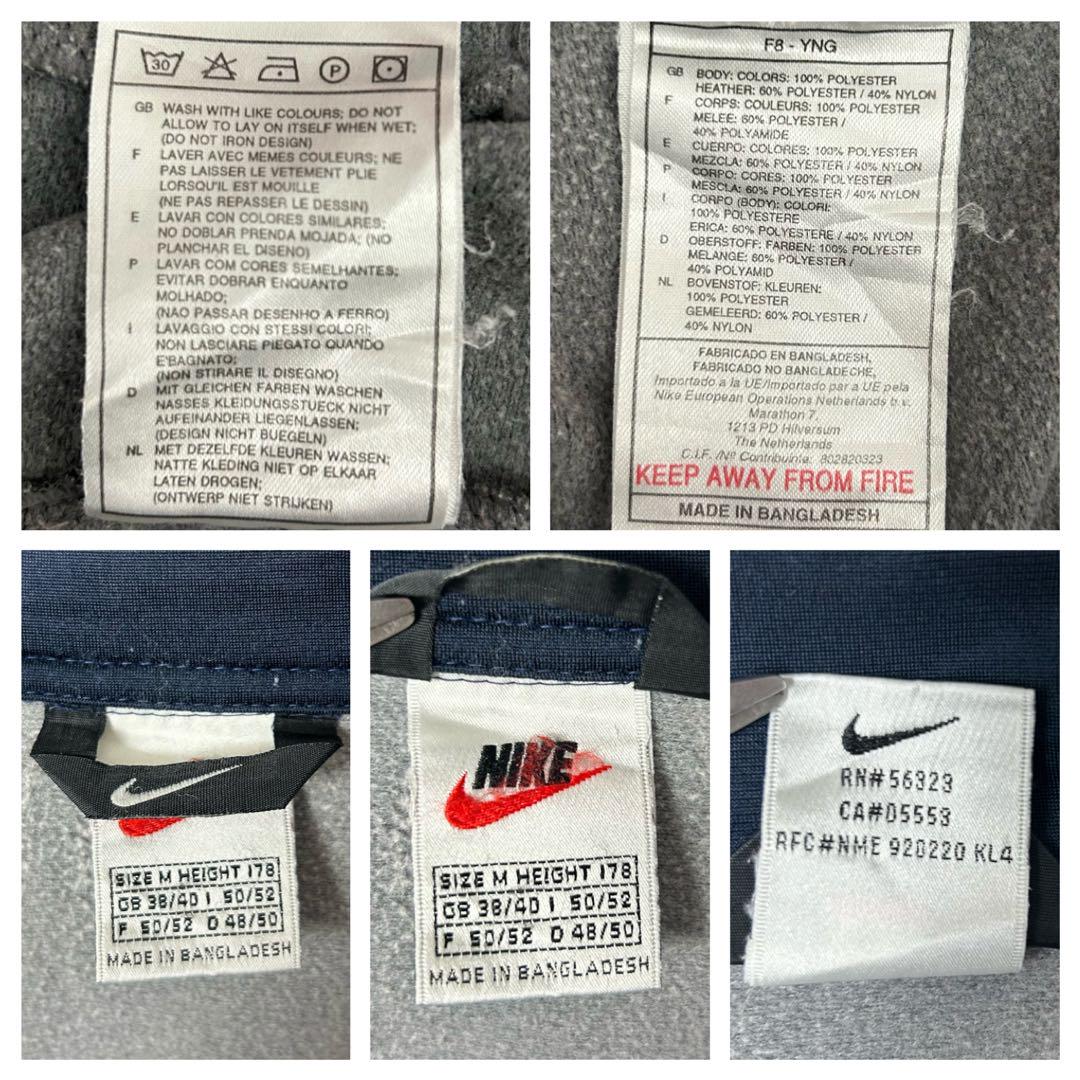 30
P
GB WASH WITH LIKE COLOURS; DO NOT
ALLOW TO LAY ON ITSELF WHEN WET;
(DO NOT IRON DESIGN)
F LAVER AVEC MEMES COULEURS; NE
PAS LAISSER LE VETEMENT PLIE
LORSQU'IL EST MOUILLE
(NE PAS REPASSER LE DESSIN)
E LAVAR CON COLORES SIMILARES;
NO DOBLAR PRENDA MOJADA; (NO
PLANCHAR EL DISENO)
P LAVAR COM CORES SEMELHANTES;
EVITAR DOBRAR ENQUANTO
MOLHADO;
(NAO PASSAR DESENHO A FERRO)
I LAVAGGIO CON STESSI COLORI;
NON LASCIARE PIEGATO QUANDO
E'BAGNATO;
(NON STIRARE IL DISEGNO)
D MIT GLEICHEN FARBEN WASCHEN
NASSES KLEIDUNGSSTUECK NICHT
AUFEINANDER LIEGENLASSEN;
(DESIGN NICHT BUEGELN)
NL MET DEZELFDE KLEUREN WASSEN;
NATTE KLEDING NIET OP ELKAAR
LATEN DROGEN;
(ONTWERP NIET STRIJKEN)
F8 - YNG
GB BODY: COLORS: 100% POLYESTER
HEATHER: 60% POLYESTER / 40% NYLON
F CORPS: COULEURS: 100% POLYESTER
MELEE: 60% POLYESTER /
40% POLYAMIDE
E CUERPO: COLORES: 100% POLYESTER
MEZCLA: 60% POLYESTER / 40% NYLON
P CORPO: CORES: 100% POLYESTER
MESCLA: 60% POLYESTER / 40% NYLON
I CORPO (BODY): COLORI:
100% POLYESTERE
ERICA: 60% POLYESTERE / 40% NYLON
D OBERSTOFF: FARBEN: 100% POLYESTER
MELANGE: 60% POLYESTER /
40% POLYAMID
NL BOVENSTOF: KLEUREN:
100% POLYESTER
GEMELEERD: 60% POLYESTER /
40% NYLON
FABRICADO EN BANGLADESH,
FABRICADO NO BANGLADECHE,
Importado a la UE/Importado par a UE pela
Nike European Operations Netherlands b.v.
Marathon 7,
1213 PD Hilversum
The Netherlands
C.I.F. /Nº Contribuinte: 802820323
KEEP AWAY FROM FIRE
MADE IN BANGLADESH
SIZE M HEIGHT 178
GB 38/40 I 50/52
F 50/52 D 48/50
MADE IN BANGLADESH
NIKE
SIZE M HEIGHT 178
GB 38/40 I 50/52
F 50/52 D 48/50
MADE IN BANGLADESH
RN#56323
CA#05553
RFC#NME 920220 KL4